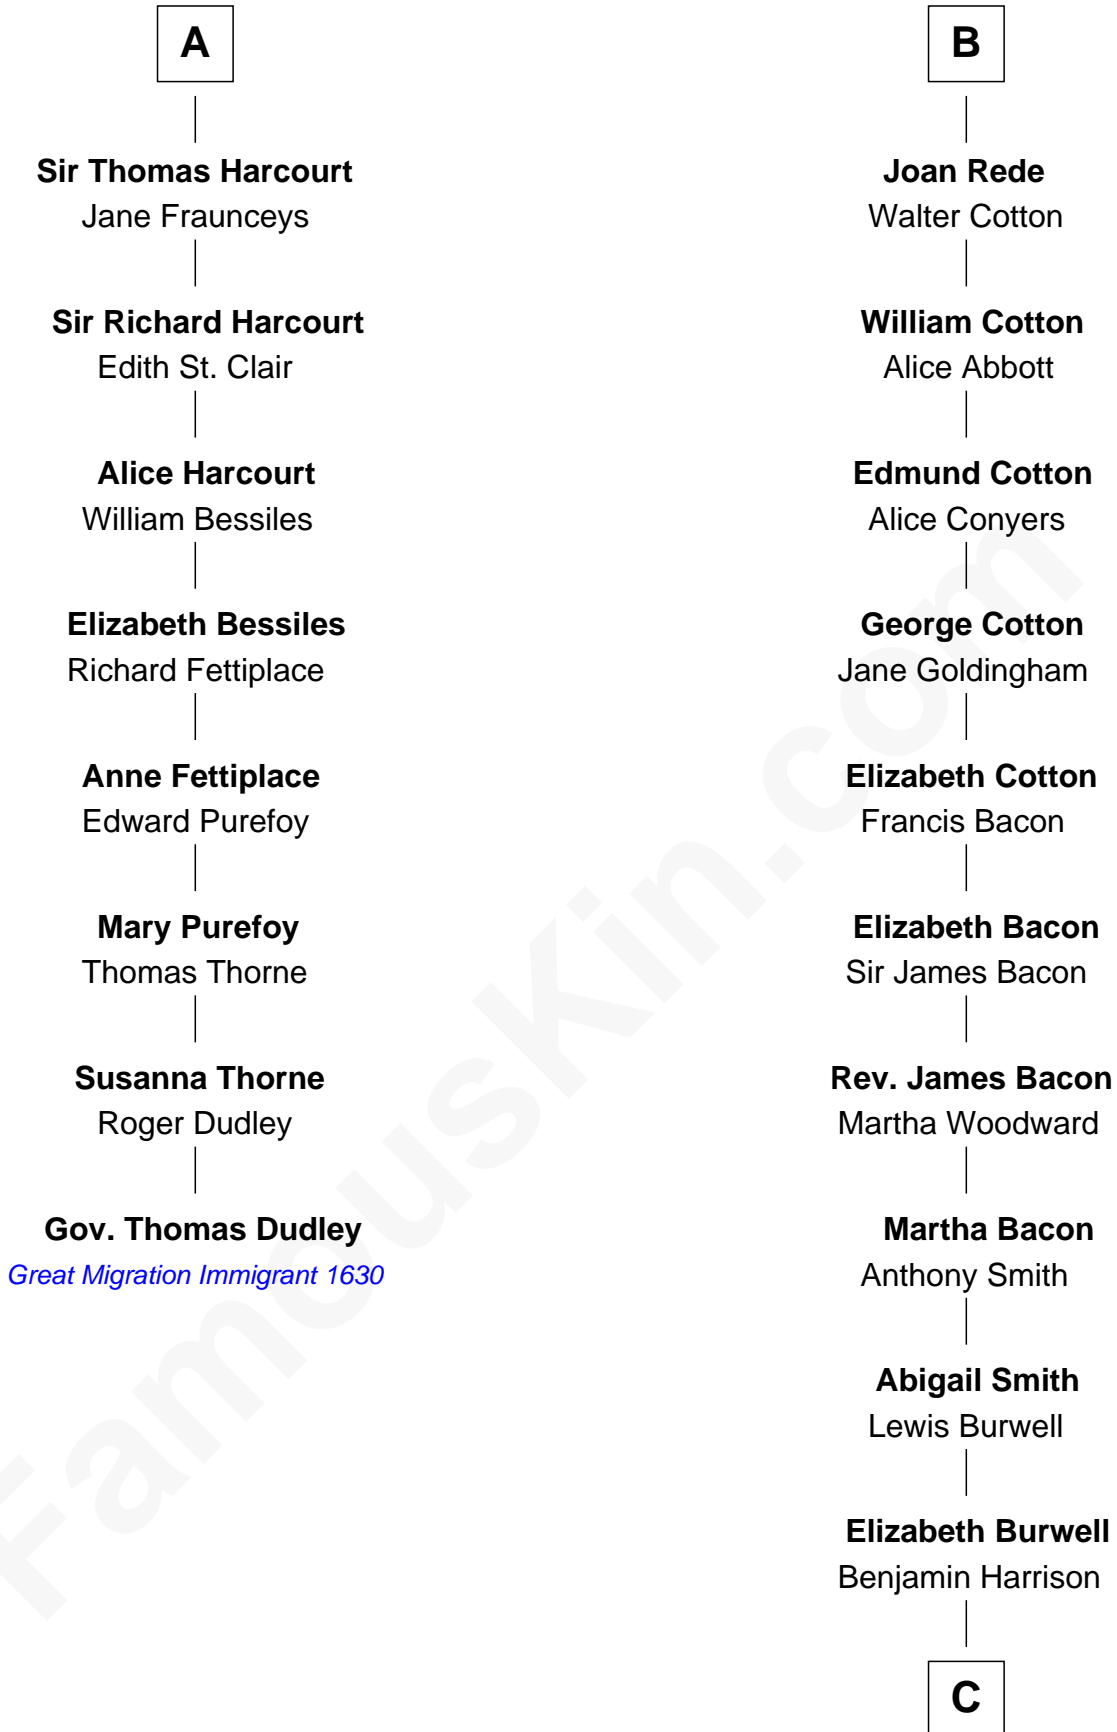 A
Sir Thomas Harcourt
Jane Fraunceys
Sir Richard Harcourt
Edith St. Clair
Alice Harcourt
William Bessiles
Elizabeth Bessiles
Richard Fettiplace
Anne Fettiplace
Edward Purefoy
Mary Purefoy
Thomas Thorne
Susanna Thorne
Roger Dudley
Gov. Thomas Dudley
Great Migration Immigrant 1630
B
Joan Rede
Walter Cotton
William Cotton
Alice Abbott
Edmund Cotton
Alice Conyers
George Cotton
Jane Goldingham
Elizabeth Cotton
Francis Bacon
Elizabeth Bacon
Sir James Bacon
Rev. James Bacon
Martha Woodward
Martha Bacon
Anthony Smith
Abigail Smith
Lewis Burwell
Elizabeth Burwell
Benjamin Harrison
C
FamousKin.com